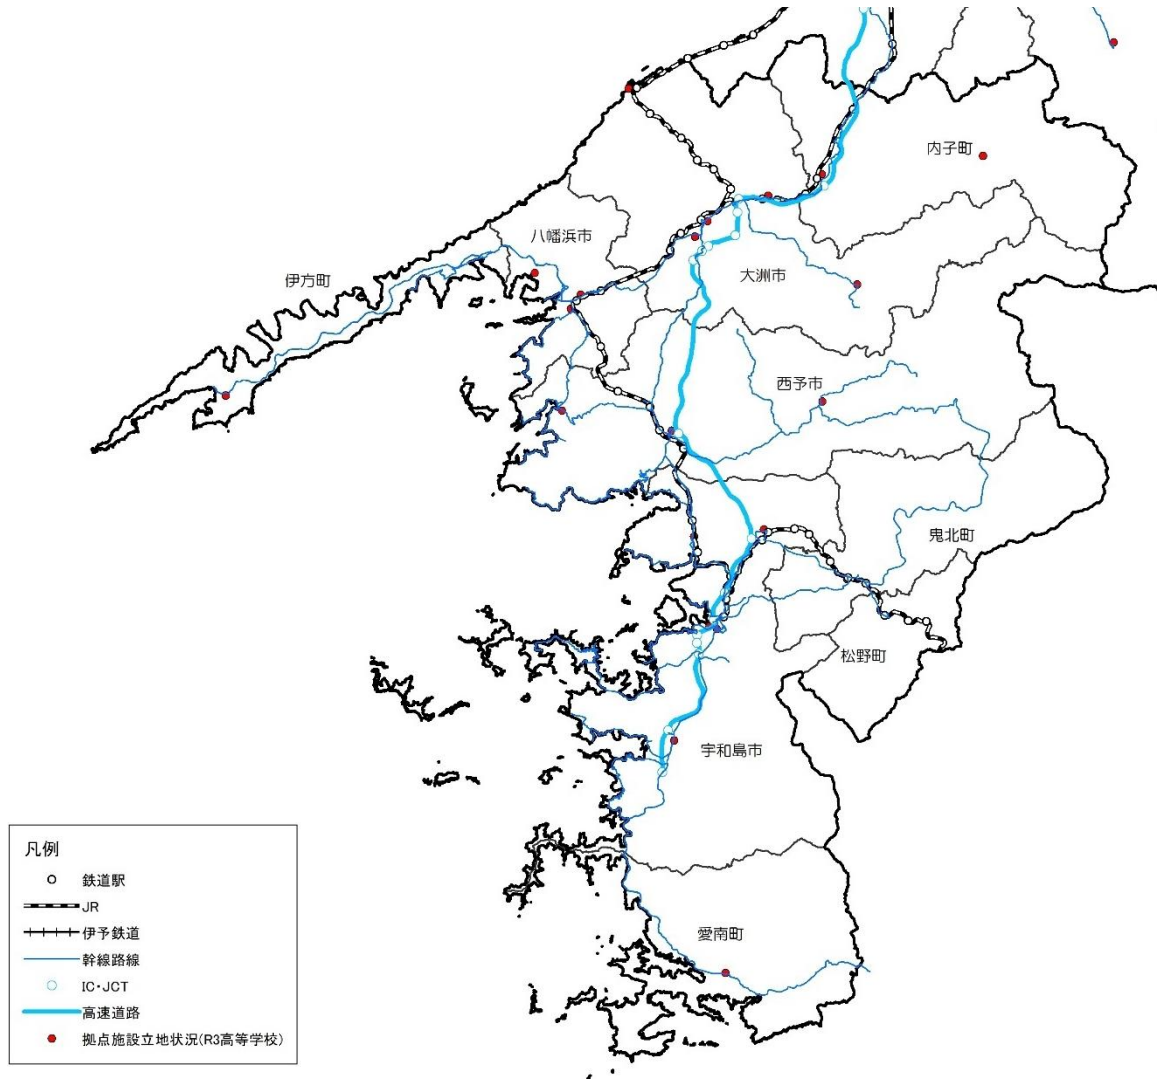 内子町
八幡浜市
伊方町
大洲市
西予市
鬼北町
松野町
宇和島市
愛南町
凡例
鉄道駅
JR
伊予鉄道
幹線路線
IC・JCT
高速道路
拠点施設立地状況(R3高等学校)